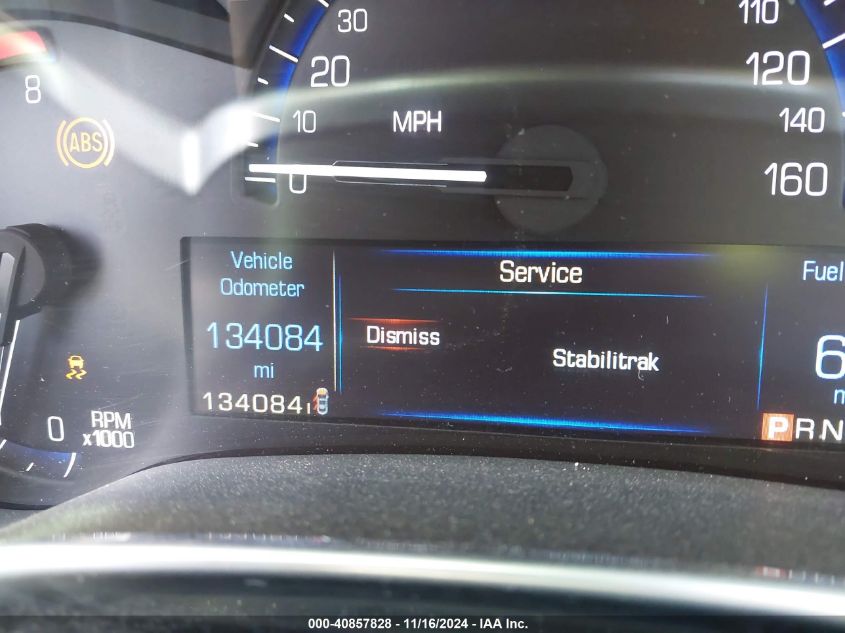 30
20
10
0
MPH
110
120
140
160
8
ABS
Vehicle
Odometer
134084
mi
134084
Service
Dismiss
Stabilitrak
Fuel
6
P R N
0
RPM
x1000
000-40857828 - 11/16/2024 - IAA Inc.